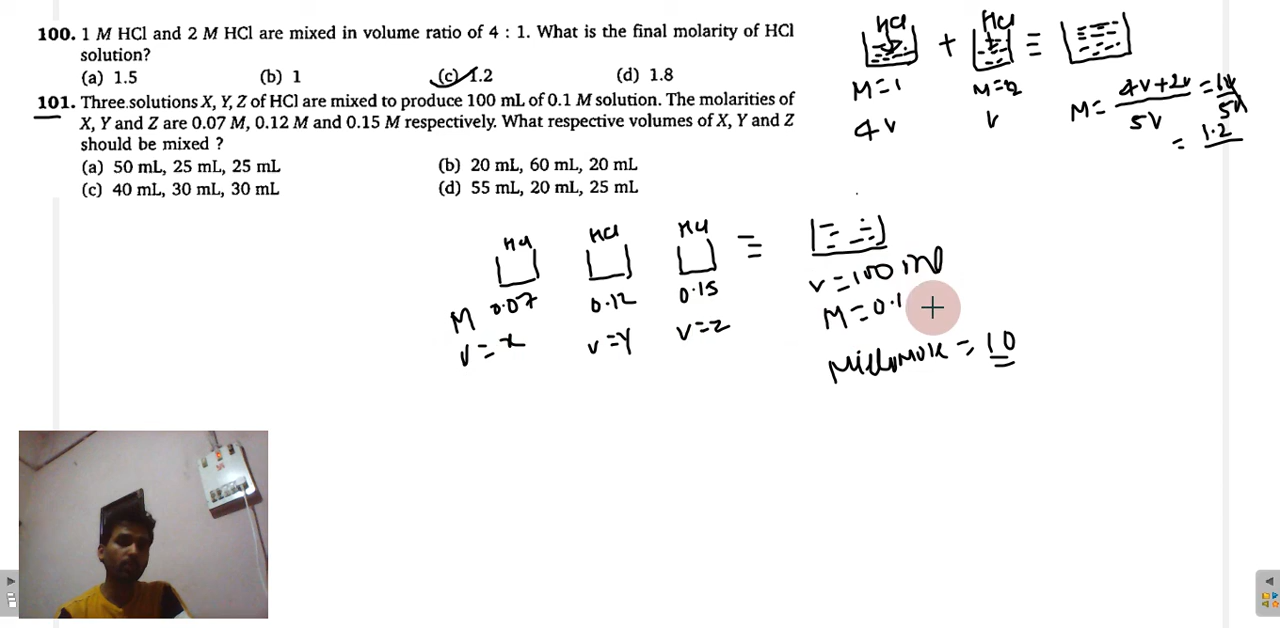 100. 1 M HCl and 2 M HCl are mixed in volume ratio of 4 : 1. What is the final molarity of HCl
solution?
(a) 1.5 (b) 1 (c) 1.2 (d) 1.8
101. Three solutions X, Y, Z of HCl are mixed to produce 100 mL of 0.1 M solution. The molarities of
X, Y and Z are 0.07 M, 0.12 M and 0.15 M respectively. What respective volumes of X, Y and Z
should be mixed ?
(a) 50 mL, 25 mL, 25 mL (b) 20 mL, 60 mL, 20 mL
(c) 40 mL, 30 mL, 30 mL (d) 55 mL, 20 mL, 25 mL
HCl + HCl =
M=1 M=2
4V V
M= 4V+2V / 5V = 6V / 5V
= 1.2
HCl HCl HCl =
M 0.07 0.12 0.15
V=x V=Y V=z
V=100 ml
M=0.1
Millimole = 10